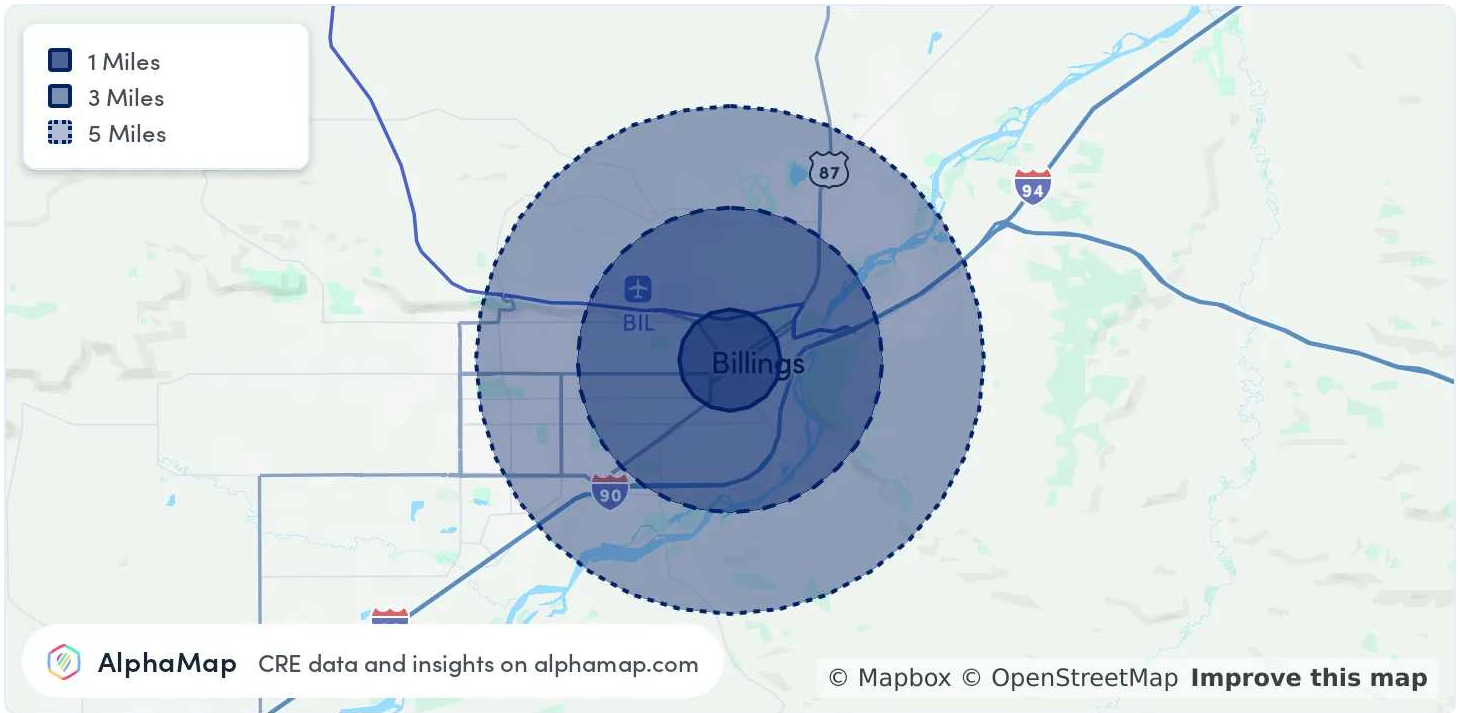 1 Miles
3 Miles
5 Miles
87
94
BIL
Billings
90
AlphaMap CRE data and insights on alphamap.com
© Mapbox © OpenStreetMap Improve this map